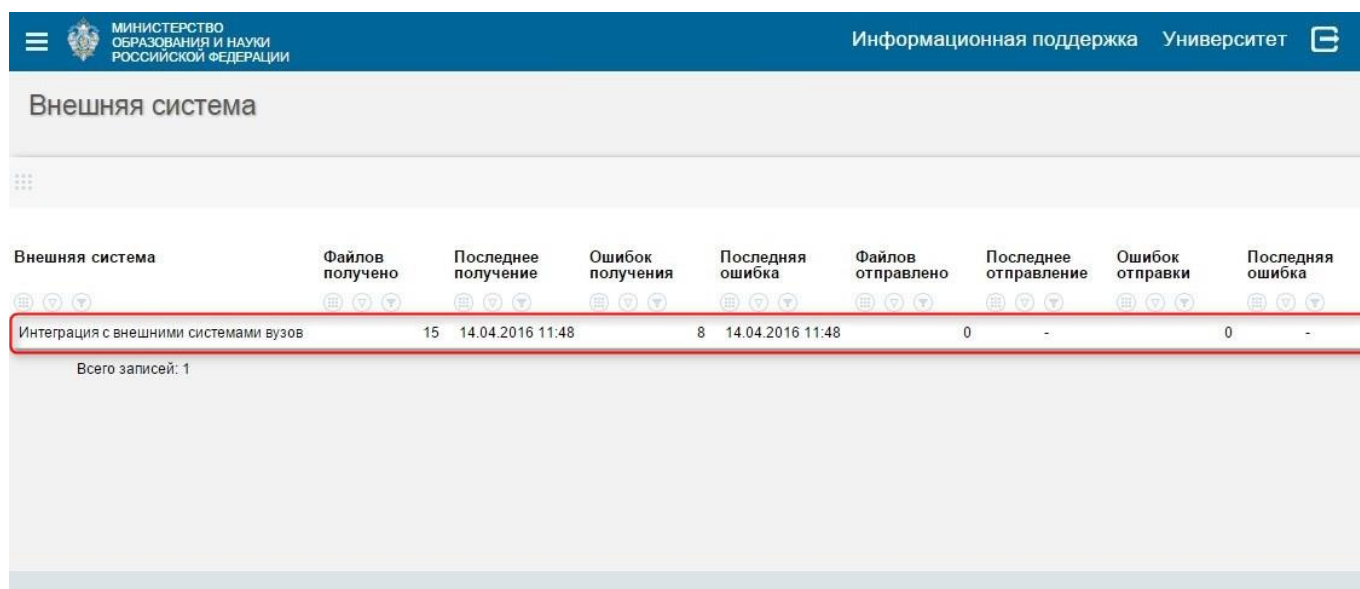 МИНИСТЕРСТВО
ОБРАЗОВАНИЯ И НАУКИ
РОССИЙСКОЙ ФЕДЕРАЦИИ
Информационная поддержка Университет
Внешняя система
Внешняя система Файлов получено Последнее получение Ошибок получения Последняя ошибка Файлов отправлено Последнее отправление Ошибок отправки Последняя ошибка
Интеграция с внешними системами вузов 15 14.04.2016 11:48 8 14.04.2016 11:48 0 - 0 -
Всего записей: 1